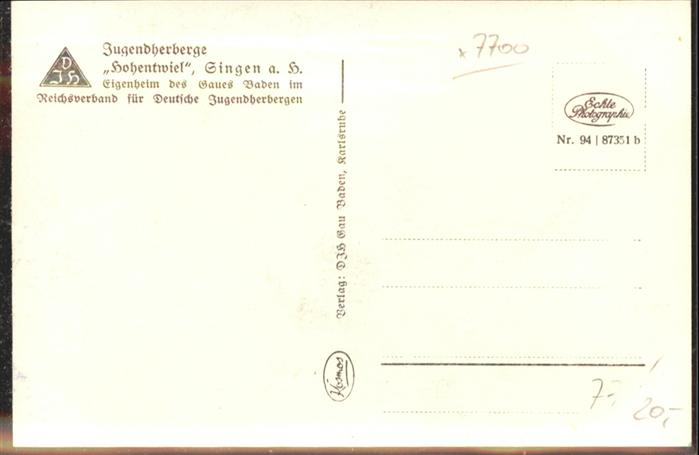 Jugendherberge
„Hohentwiel“, Singen a. H.
Eigenheim des Gaues Baden im
Reichsverband für Deutsche Jugendherbergen
DJH
x 7700
Echte
Photographie
Nr. 94 | 87351 b
Verlag: DJH Gau Baden, Karlsruhe
Kosmos
7-
20,-